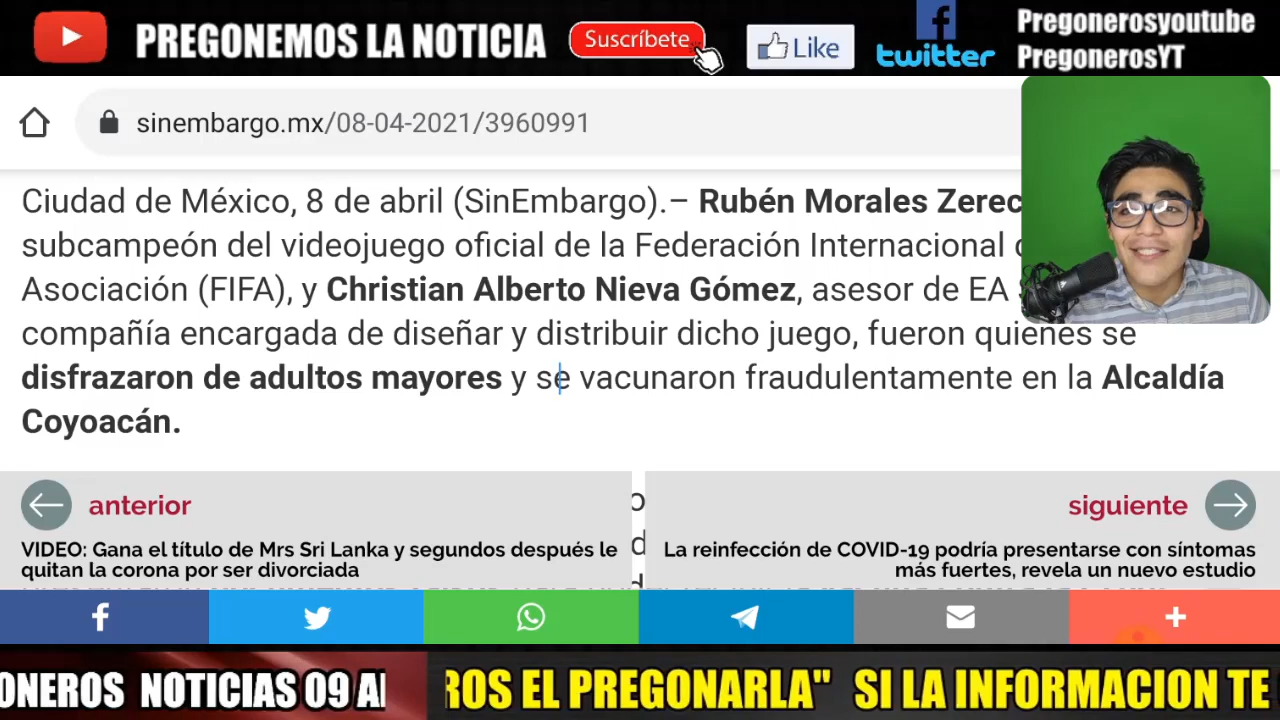 PREGONEMOS LA NOTICIA
Suscríbete
Like
twitter
Pregonerosyoutube
PregonerosYT
sinembargo.mx/08-04-2021/3960991
Ciudad de México, 8 de abril (SinEmbargo).– Rubén Morales Zerec
subcampeón del videojuego oficial de la Federación Internacional
Asociación (FIFA), y Christian Alberto Nieva Gómez, asesor de EA
compañía encargada de diseñar y distribuir dicho juego, fueron quienes se
disfrazaron de adultos mayores y se vacunaron fraudulentamente en la Alcaldía
Coyoacán.
anterior
VIDEO: Gana el título de Mrs Sri Lanka y segundos después le
quitan la corona por ser divorciada
siguiente
La reinfección de COVID-19 podría presentarse con síntomas
más fuertes, revela un nuevo estudio
ONEROS NOTICIAS 09 A
ROS EL PREGONARLA" SI LA INFORMACION TE